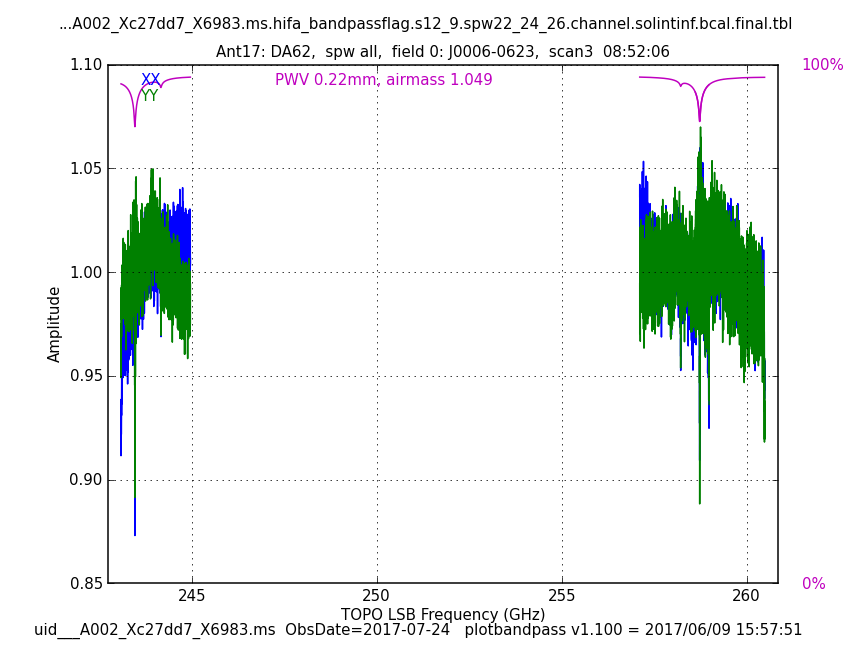 ...A002_Xc27dd7_X6983.ms.hifa_bandpassflag.s12_9.spw22_24_26.channel.solintinf.bcal.final.tbl
Ant17: DA62,  spw all,  field 0: J0006-0623,  scan3  08:52:06
1.10
XX
PWV 0.22mm, airmass 1.049
100%
YY
1.05
1.00
Amplitude
0.95
0.90
0.85
0%
245
250
255
260
TOPO LSB Frequency (GHz)
uid___A002_Xc27dd7_X6983.ms  ObsDate=2017-07-24   plotbandpass v1.100 = 2017/06/09 15:57:51